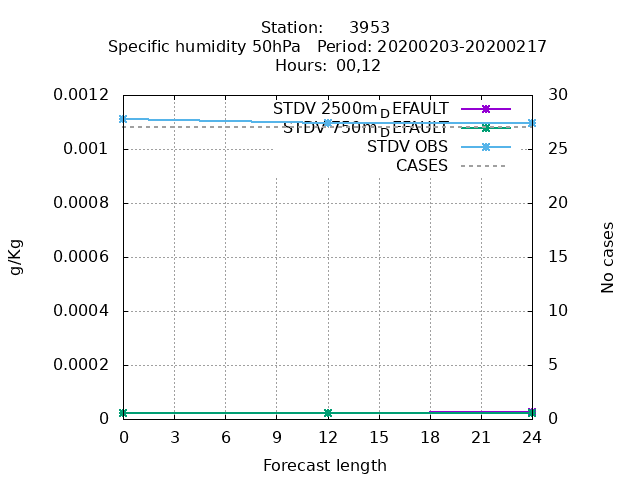 Station: 3953
Specific humidity 50hPa Period: 20200203-20200217
Hours: 00,12
STDV 2500m_DEFAULT
STDV 750m_DEFAULT
STDV OBS
CASES
0.0012
0.001
0.0008
0.0006
0.0004
0.0002
0
30
25
20
15
10
5
0
g/Kg
No cases
0 3 6 9 12 15 18 21 24
Forecast length